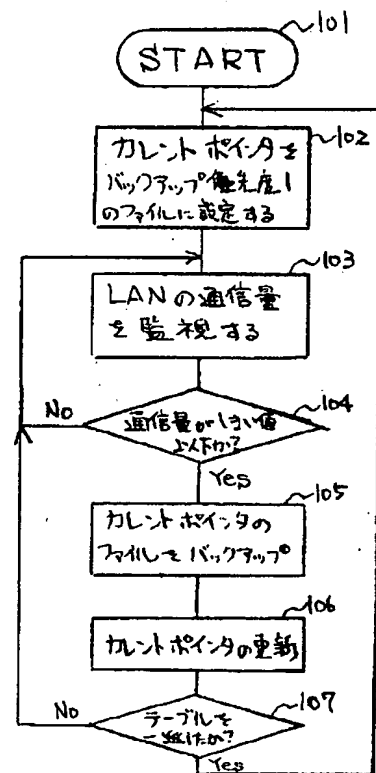 101
START
カレントポインタを
バックアップ優先度1
のファイルに設定する
102
LANの通信量
を監視する
103
通信量がしきい値
以下か?
104
No
Yes
カレントポインタの
ファイルをバックアップ
105
カレントポインタの更新
106
テーブルを
か?
107
No
Yes